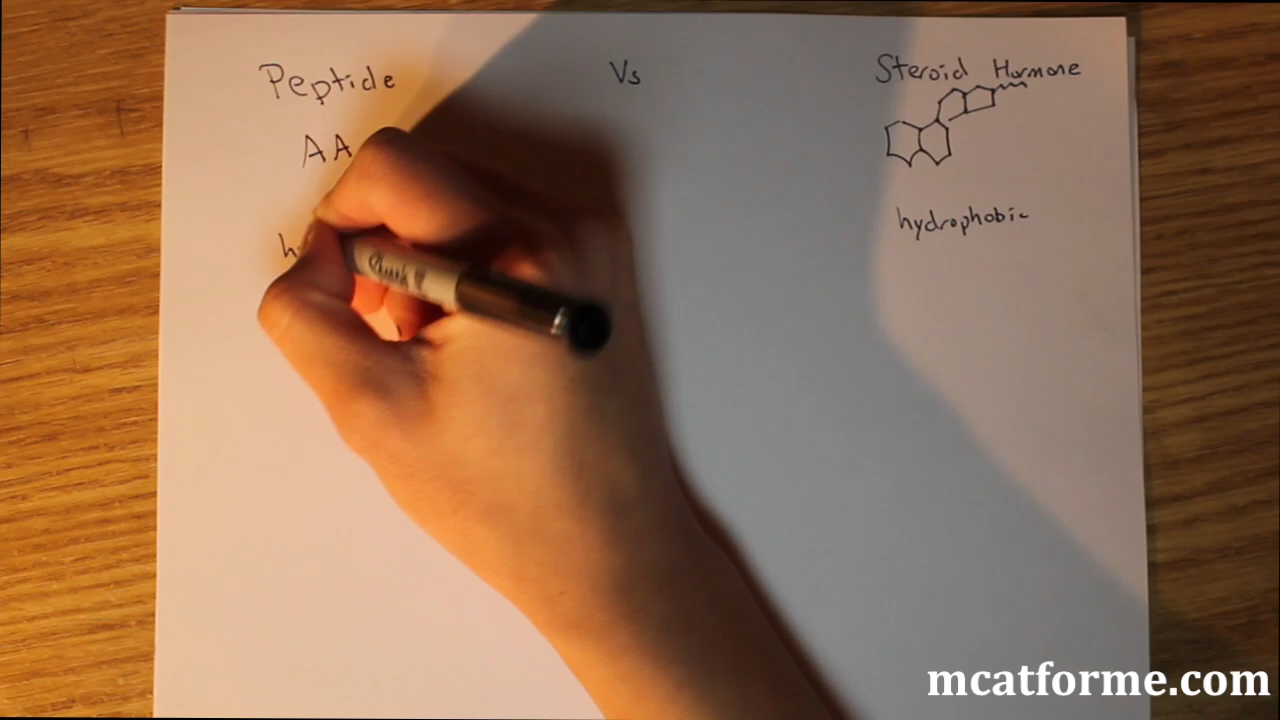 Peptide Vs Steroid Hormone
AA
hydrophobic
mcatforme.com